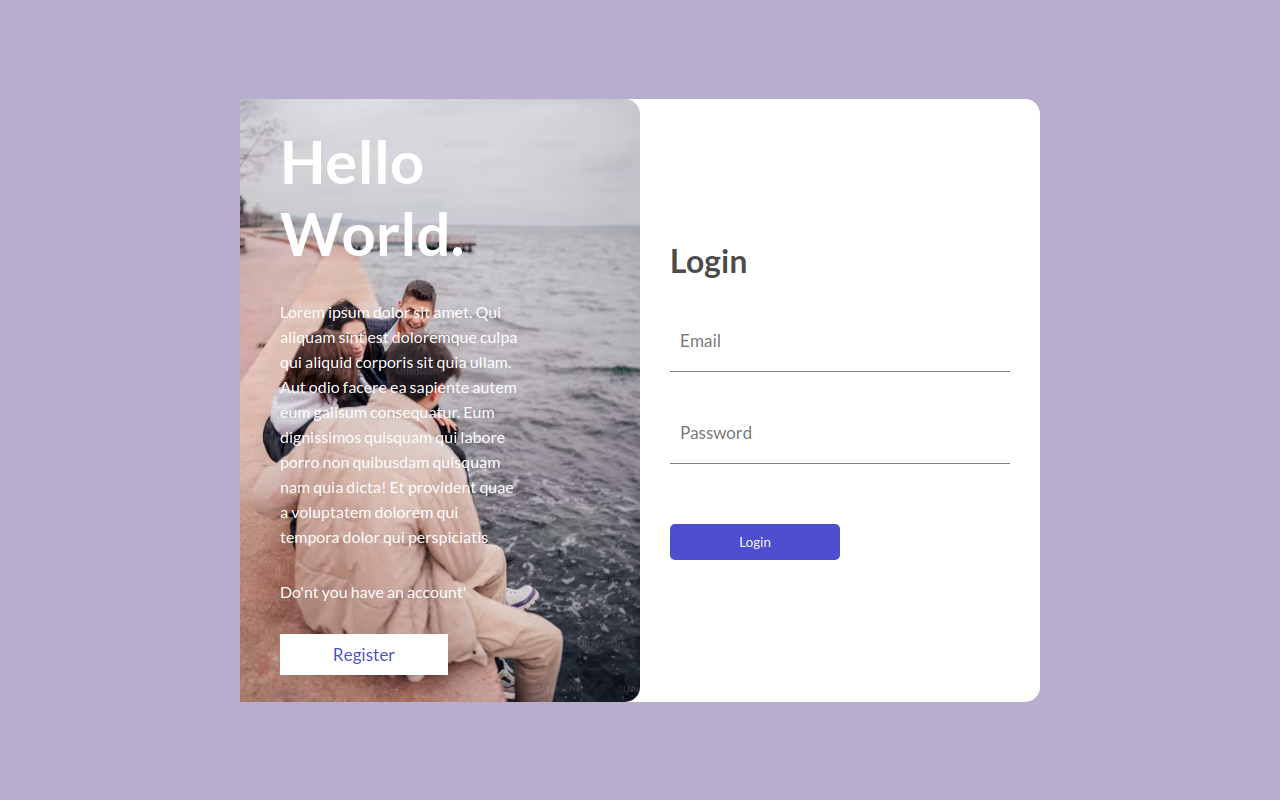 Hello
World.
Lorem ipsum dolor sit amet. Qui
aliquam sint est doloremque culpa
qui aliquid corporis sit quia ullam.
Aut odio facere ea sapiente autem
eum galisum consequatur. Eum
dignissimos quisquam qui labore
porro non quibusdam quisquam
nam quia dicta! Et provident quae
a voluptatem dolorem qui
tempora dolor qui perspiciatis
Do'nt you have an account'
Register
Login
Email
Password
Login